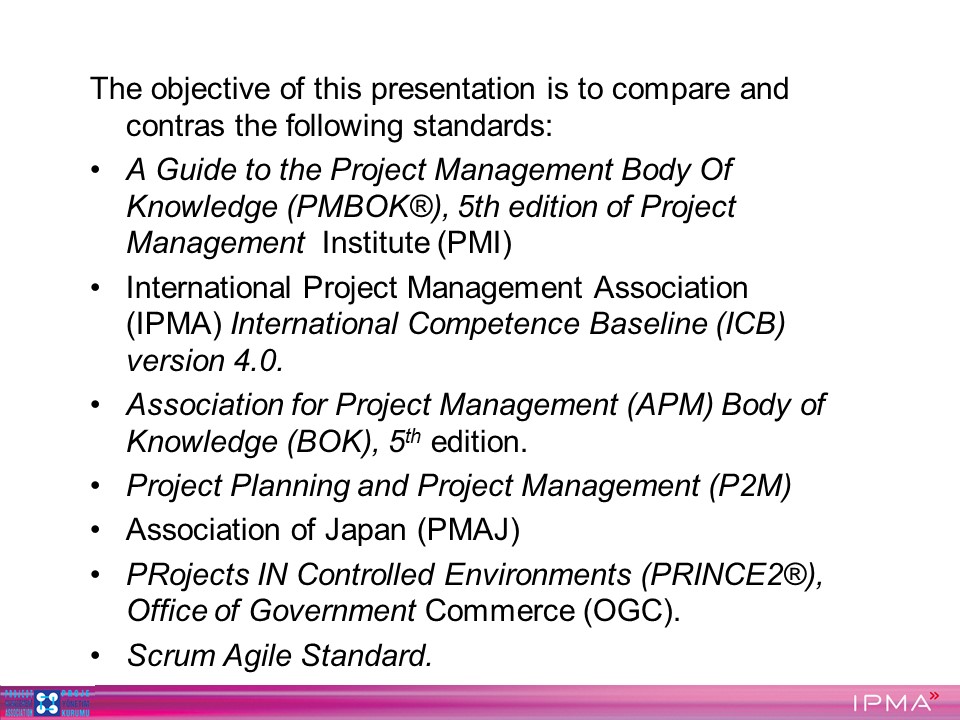 The objective of this presentation is to compare and
contras the following standards:
• A Guide to the Project Management Body Of
Knowledge (PMBOK®), 5th edition of Project
Management Institute (PMI)
• International Project Management Association
(IPMA) International Competence Baseline (ICB)
version 4.0.
• Association for Project Management (APM) Body of
Knowledge (BOK), 5th edition.
• Project Planning and Project Management (P2M)
• Association of Japan (PMAJ)
• PRojects IN Controlled Environments (PRINCE2®),
Office of Government Commerce (OGC).
• Scrum Agile Standard.
IPMA